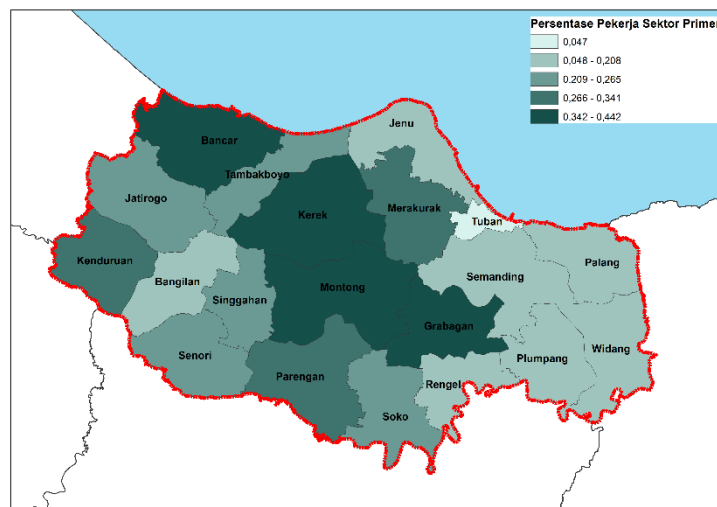 Persentase Pekerja Sektor Primer
0,047
0,048 - 0,208
0,209 - 0,265
0,266 - 0,341
0,342 - 0,442
Jenu
Bancar
Tambakboyo
Jatirogo
Merakurak
Kerek
Tuban
Kenduruan
Palang
Semanding
Bangilan
Montong
Singgahan
Grabagan
Widang
Senori
Plumpang
Parengan
Rengel
Soko